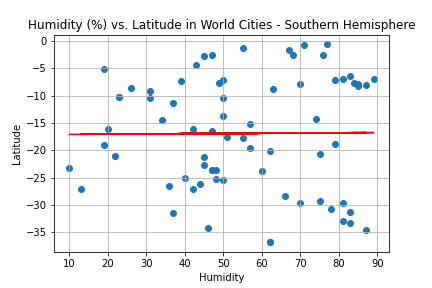 Humidity (%) vs. Latitude in World Cities - Southern Hemisphere
0
−5
−10
−15
−20
−25
−30
−35
Latitude
10 20 30 40 50 60 70 80 90
Humidity